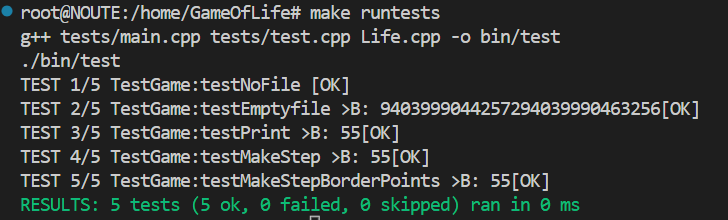 root@NOUTE:/home/GameOfLife# make runtests
g++ tests/main.cpp tests/test.cpp Life.cpp -o bin/test
./bin/test
TEST 1/5 TestGame:testNoFile [OK]
TEST 2/5 TestGame:testEmptyfile >B: 94039990442572​94039990463256[OK]
TEST 3/5 TestGame:testPrint >B: 55[OK]
TEST 4/5 TestGame:testMakeStep >B: 55[OK]
TEST 5/5 TestGame:testMakeStepBorderPoints >B: 55[OK]
RESULTS: 5 tests (5 ok, 0 failed, 0 skipped) ran in 0 ms